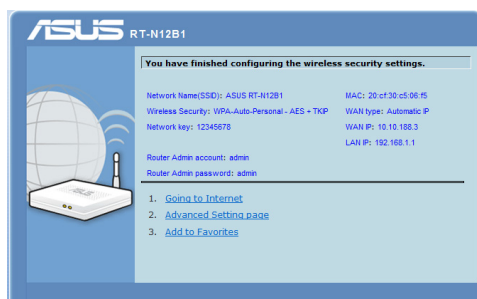 ASUS RT-N12B1
You have finished configuring the wireless security settings.
Network Name(SSID): ASUS RT-N12B1
Wireless Security: WPA-Auto-Personal - AES + TKIP
Network key: 12345678
Router Admin account: admin
Router Admin password: admin
MAC: 20:cf:30:c5:06:f5
WAN type: Automatic IP
WAN IP: 10.10.188.3
LAN IP: 192.168.1.1
1. Going to Internet
2. Advanced Setting page
3. Add to Favorites